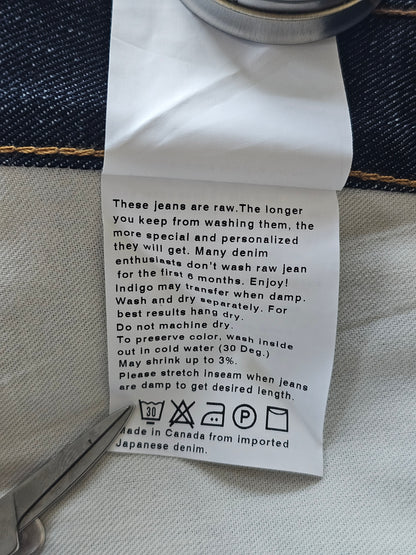 These jeans are raw.The longer
you keep from washing them, the
more special and personalized
they will get. Many denim
enthusiasts don't wash raw jean
for the first 6 months. Enjoy!
Indigo may transfer when damp.
Wash and dry separately. For
best results hang dry.
Do not machine dry.
To preserve color, wash inside
out in cold water (30 Deg.)
May shrink up to 3%.
Please stretch inseam when jeans
are damp to get desired length.
30 P
Made in Canada from imported
Japanese denim.